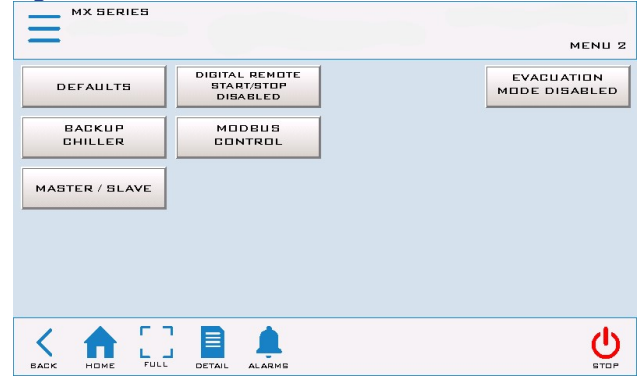 MX SERIES
MENU 2
DEFAULTS
DIGITAL REMOTE
START/STOP
DISABLED
EVACUATION
MODE DISABLED
BACKUP
CHILLER
MODBUS
CONTROL
MASTER / SLAVE
BACK
HOME
FULL
DETAIL
ALARMS
STOP